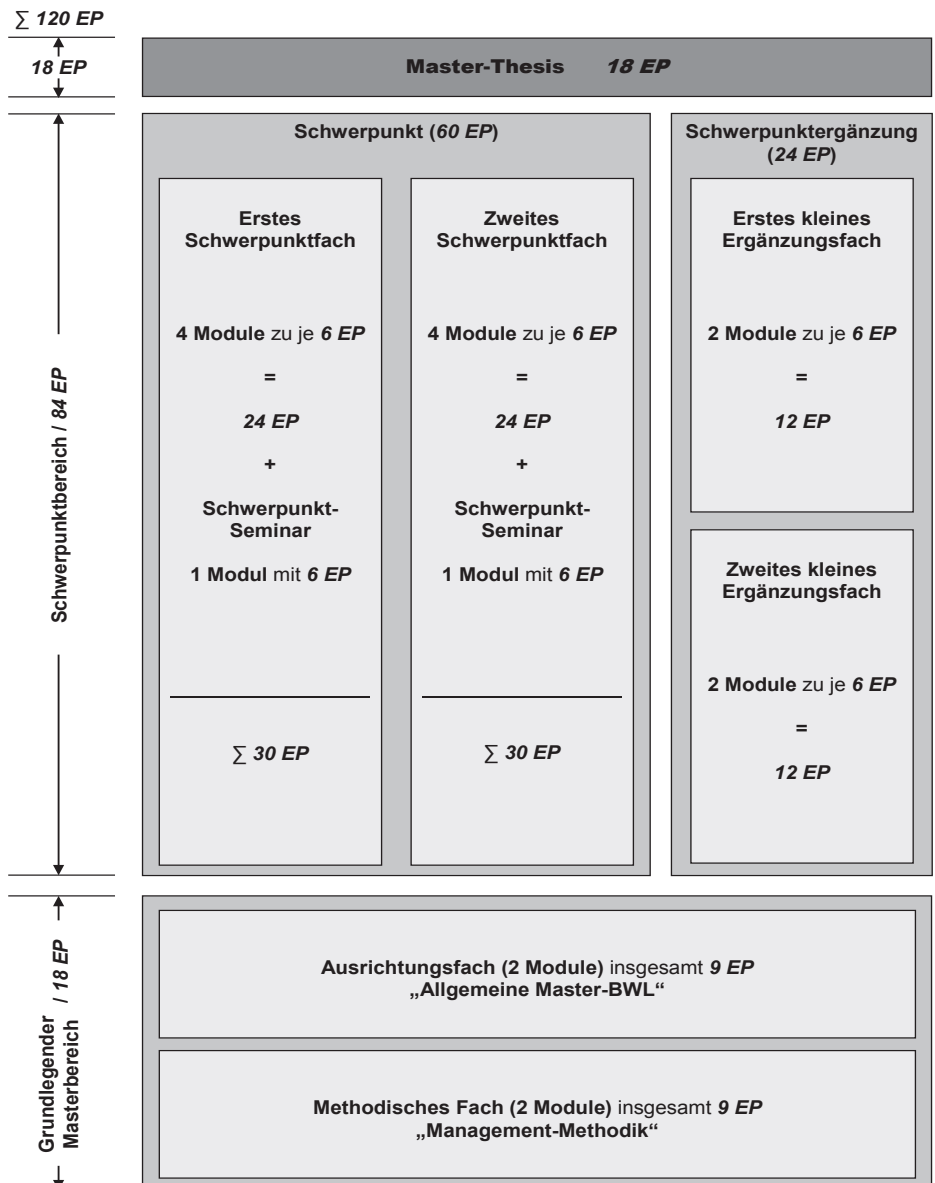 ∑ 120 EP
18 EP
Master-Thesis 18 EP
Schwerpunktbereich / 84 EP
Schwerpunkt (60 EP)
Erstes
Schwerpunktfach
4 Module zu je 6 EP
=
24 EP
+
Schwerpunkt-
Seminar
1 Modul mit 6 EP
∑ 30 EP
Zweites
Schwerpunktfach
4 Module zu je 6 EP
=
24 EP
+
Schwerpunkt-
Seminar
1 Modul mit 6 EP
∑ 30 EP
Schwerpunktergänzung
(24 EP)
Erstes kleines
Ergänzungsfach
2 Module zu je 6 EP
=
12 EP
Zweites kleines
Ergänzungsfach
2 Module zu je 6 EP
=
12 EP
Grundlegender
Masterbereich / 18 EP
Ausrichtungsfach (2 Module) insgesamt 9 EP
„Allgemeine Master-BWL“
Methodisches Fach (2 Module) insgesamt 9 EP
„Management-Methodik“